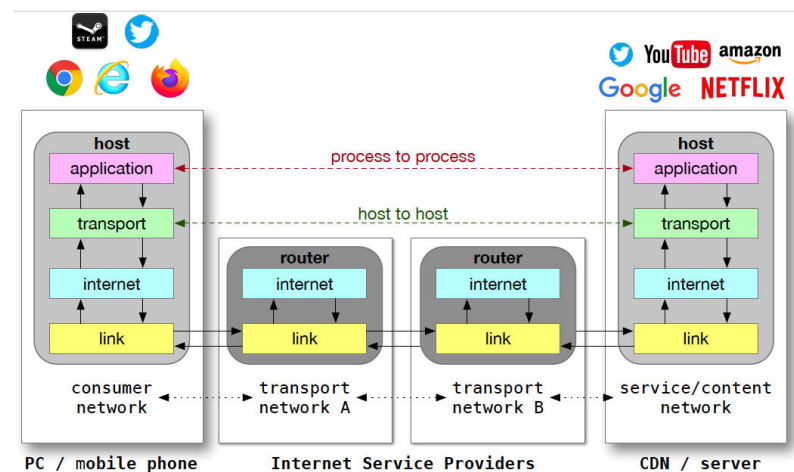 STEAM™
YouTube amazon
Google NETFLIX
host
host
application
process to process
application
transport
host to host
transport
router
router
internet
internet
internet
internet
link
link
link
link
consumer
network
transport
network A
transport
network B
service/content
network
PC / mobile phone
Internet Service Providers
CDN / server